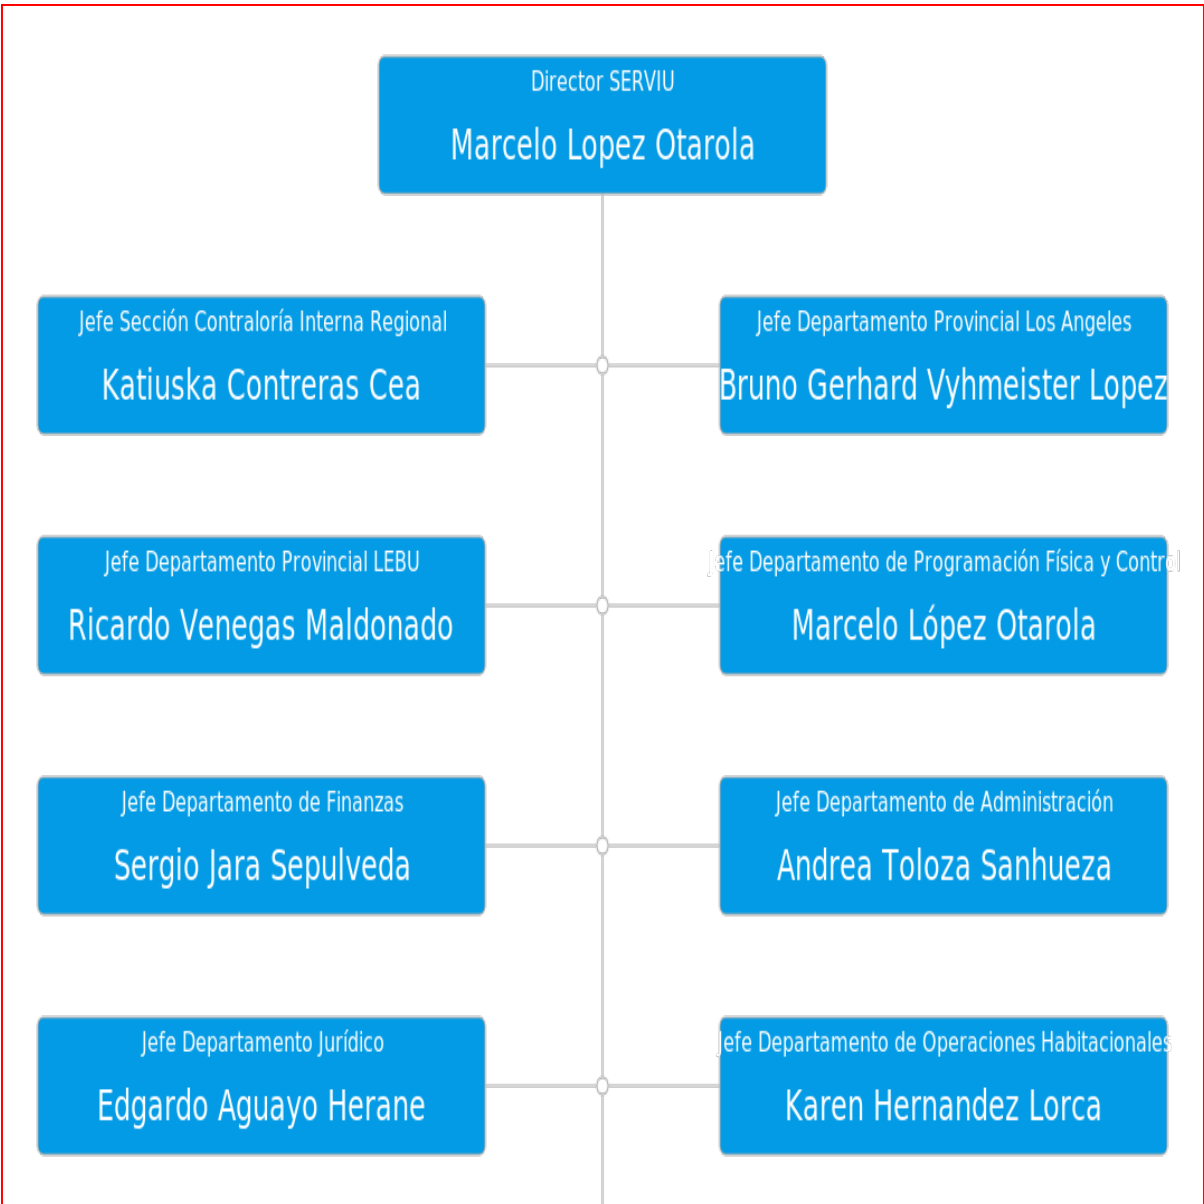 Director SERVIU
Marcelo Lopez Otarola
Jefe Sección Contraloría Interna Regional
Katiuska Contreras Cea
Jefe Departamento Provincial Los Angeles
Bruno Gerhard Vyhmeister Lopez
Jefe Departamento Provincial LEBU
Ricardo Venegas Maldonado
Jefe Departamento de Programación Física y Control
Marcelo López Otarola
Jefe Departamento de Finanzas
Sergio Jara Sepulveda
Jefe Departamento de Administración
Andrea Toloza Sanhueza
Jefe Departamento Jurídico
Edgardo Aguayo Herane
Jefe Departamento de Operaciones Habitacionales
Karen Hernandez Lorca